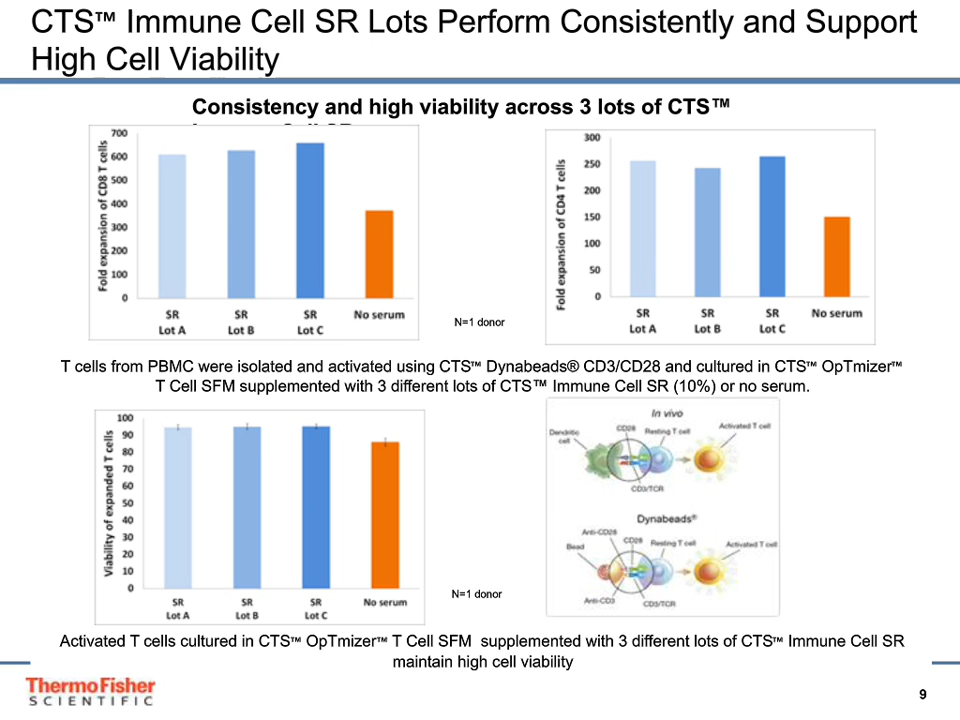 CTS™ Immune Cell SR Lots Perform Consistently and Support
High Cell Viability
Consistency and high viability across 3 lots of CTS™
Fold expansion of CD8 T cells
700
600
500
400
300
200
100
0
SR
Lot A
SR
Lot B
SR
Lot C
No serum
N=1 donor
Fold expansion of CD4 T cells
300
250
200
150
100
50
0
SR
Lot A
SR
Lot B
SR
Lot C
No serum
T cells from PBMC were isolated and activated using CTS™ Dynabeads® CD3/CD28 and cultured in CTS™ OpTmizer™
T Cell SFM supplemented with 3 different lots of CTS™ Immune Cell SR (10%) or no serum.
Viability of expanded T cells
100
90
80
70
60
50
40
30
20
10
0
SR
Lot A
SR
Lot B
SR
Lot C
No serum
N=1 donor
In vivo
Dendritic
cell
CD28
Resting T cell
Activated T cell
CD3/TCR
Dynabeads®
Anti-CD28
Bead
CD28
Resting T cell
Activated T cell
Anti-CD3
CD3/TCR
Activated T cells cultured in CTS™ OpTmizer™ T Cell SFM supplemented with 3 different lots of CTS™ Immune Cell SR
maintain high cell viability
ThermoFisher
SCIENTIFIC
9